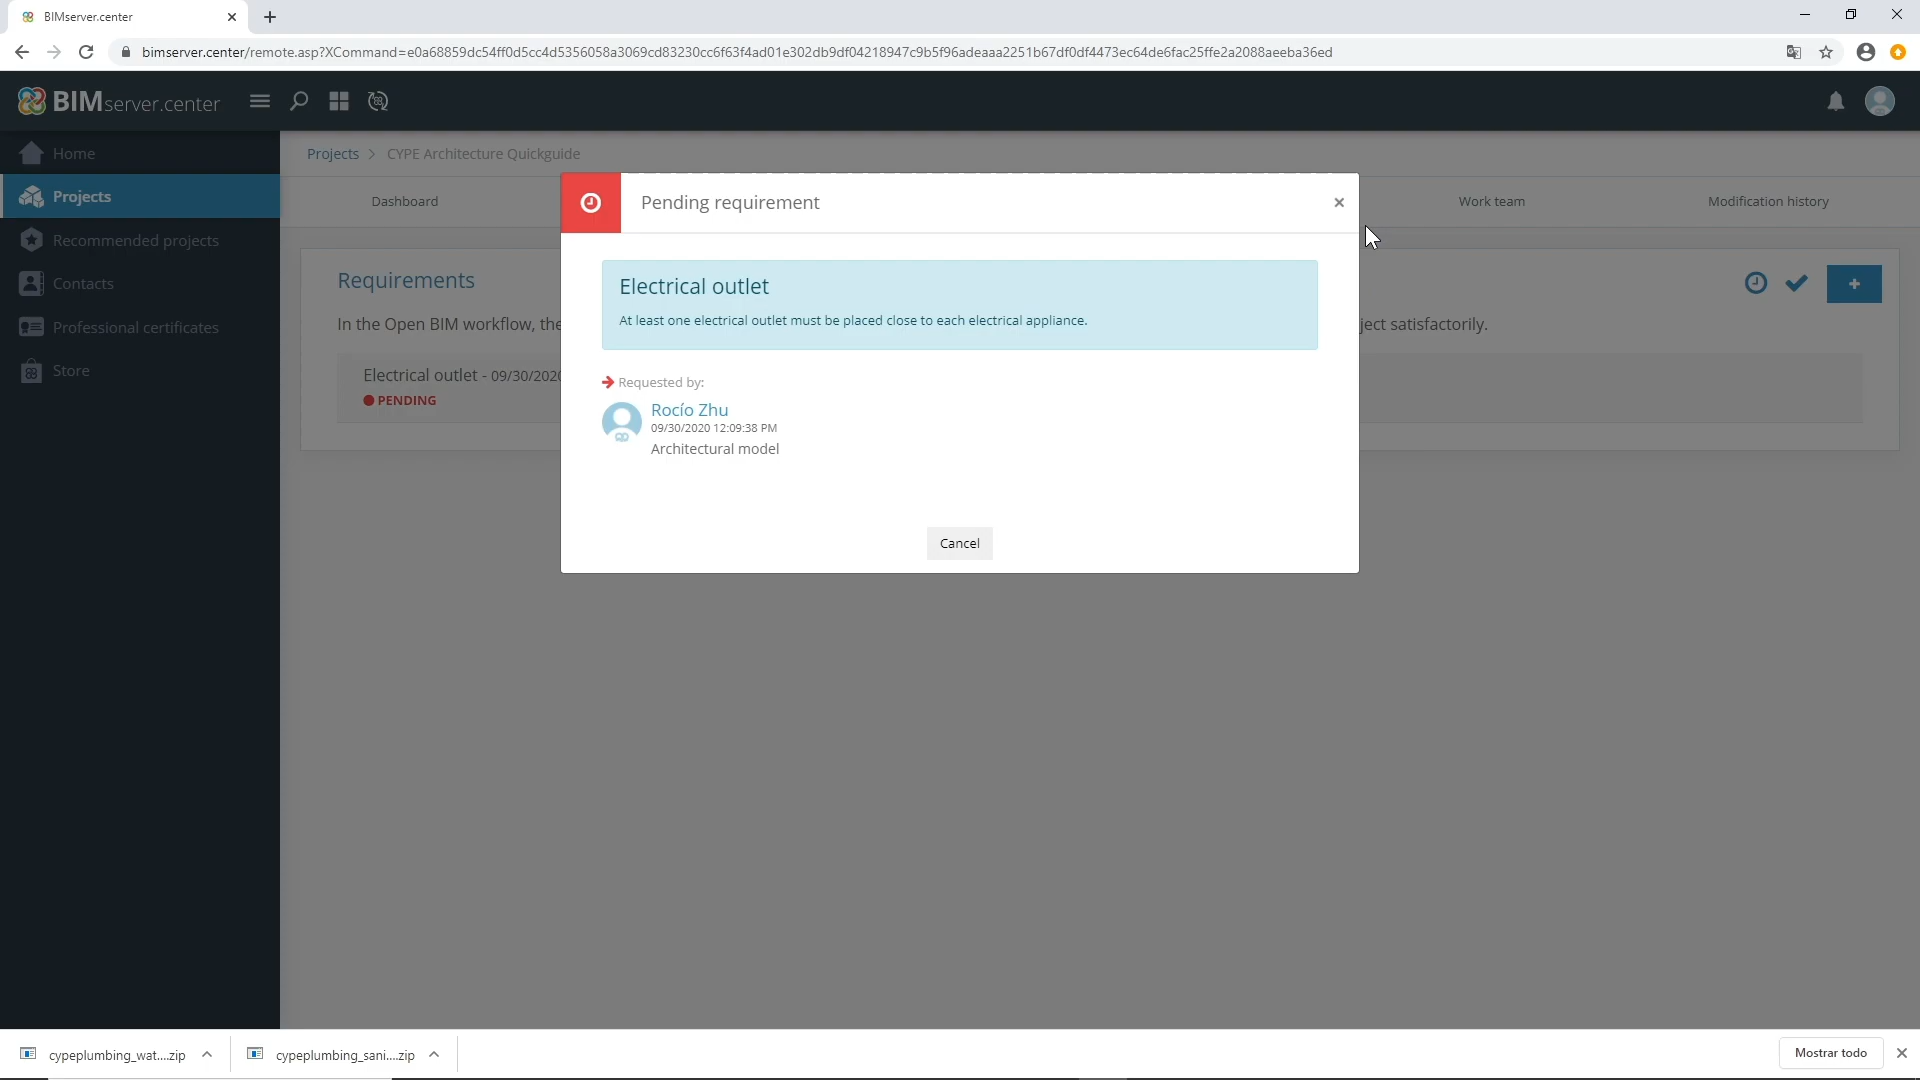 BIMserver.center
bimserver.center/remote.asp?XCommand=e0a68859dc54ff0d5cc4d5356058a3069cd83230cc6f63f4ad01e302db9df04218947c9b5f96adeaaa2251b67df0df4473ec64de6fac25ffe2a2088aeeba36ed
BIMserver.center
Home
Projects
Recommended projects
Contacts
Professional certificates
Store
Projects > CYPE Architecture Quickguide
Dashboard
Work team
Modification history
Requirements
In the Open BIM workflow, the
ject satisfactorily.
Electrical outlet - 09/30/2020
PENDING
Pending requirement
Electrical outlet
At least one electrical outlet must be placed close to each electrical appliance.
Requested by:
Rocío Zhu
09/30/2020 12:09:38 PM
Architectural model
Cancel
cypeplumbing_wat....zip
cypeplumbing_sani....zip
Mostrar todo